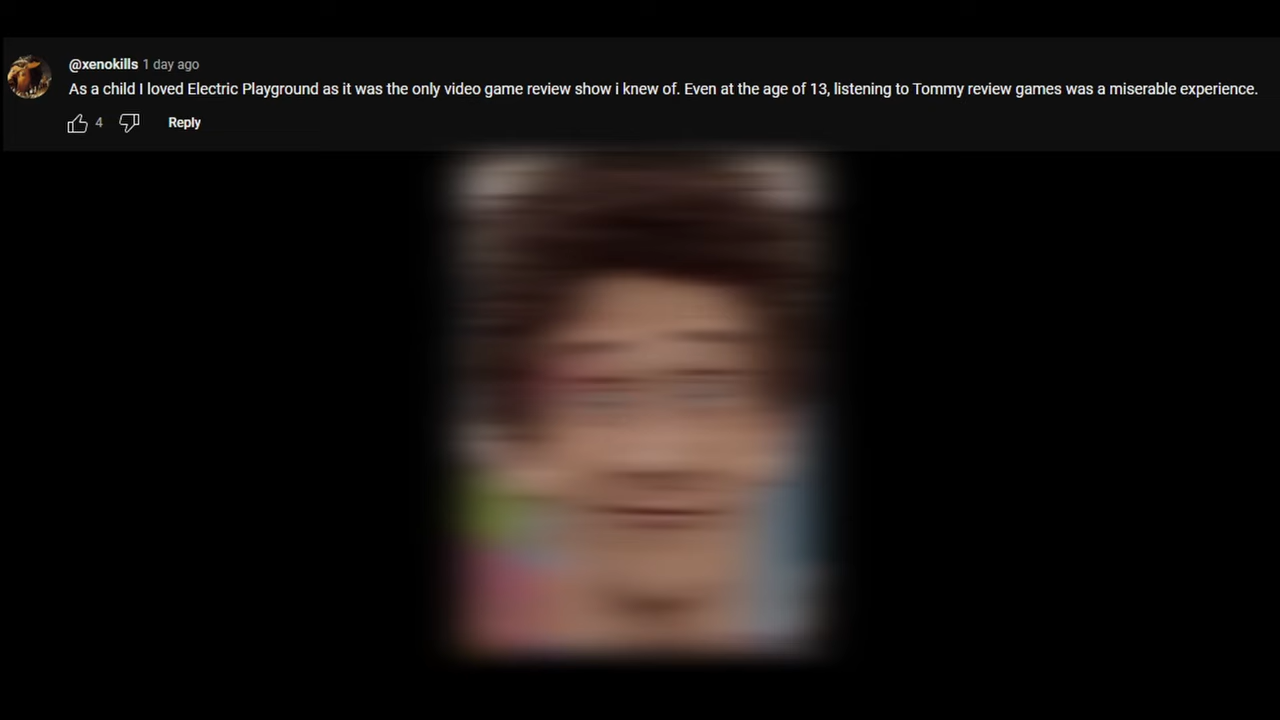 @xenokills 1 day ago
As a child I loved Electric Playground as it was the only video game review show i knew of. Even at the age of 13, listening to Tommy review games was a miserable experience.
4 Reply